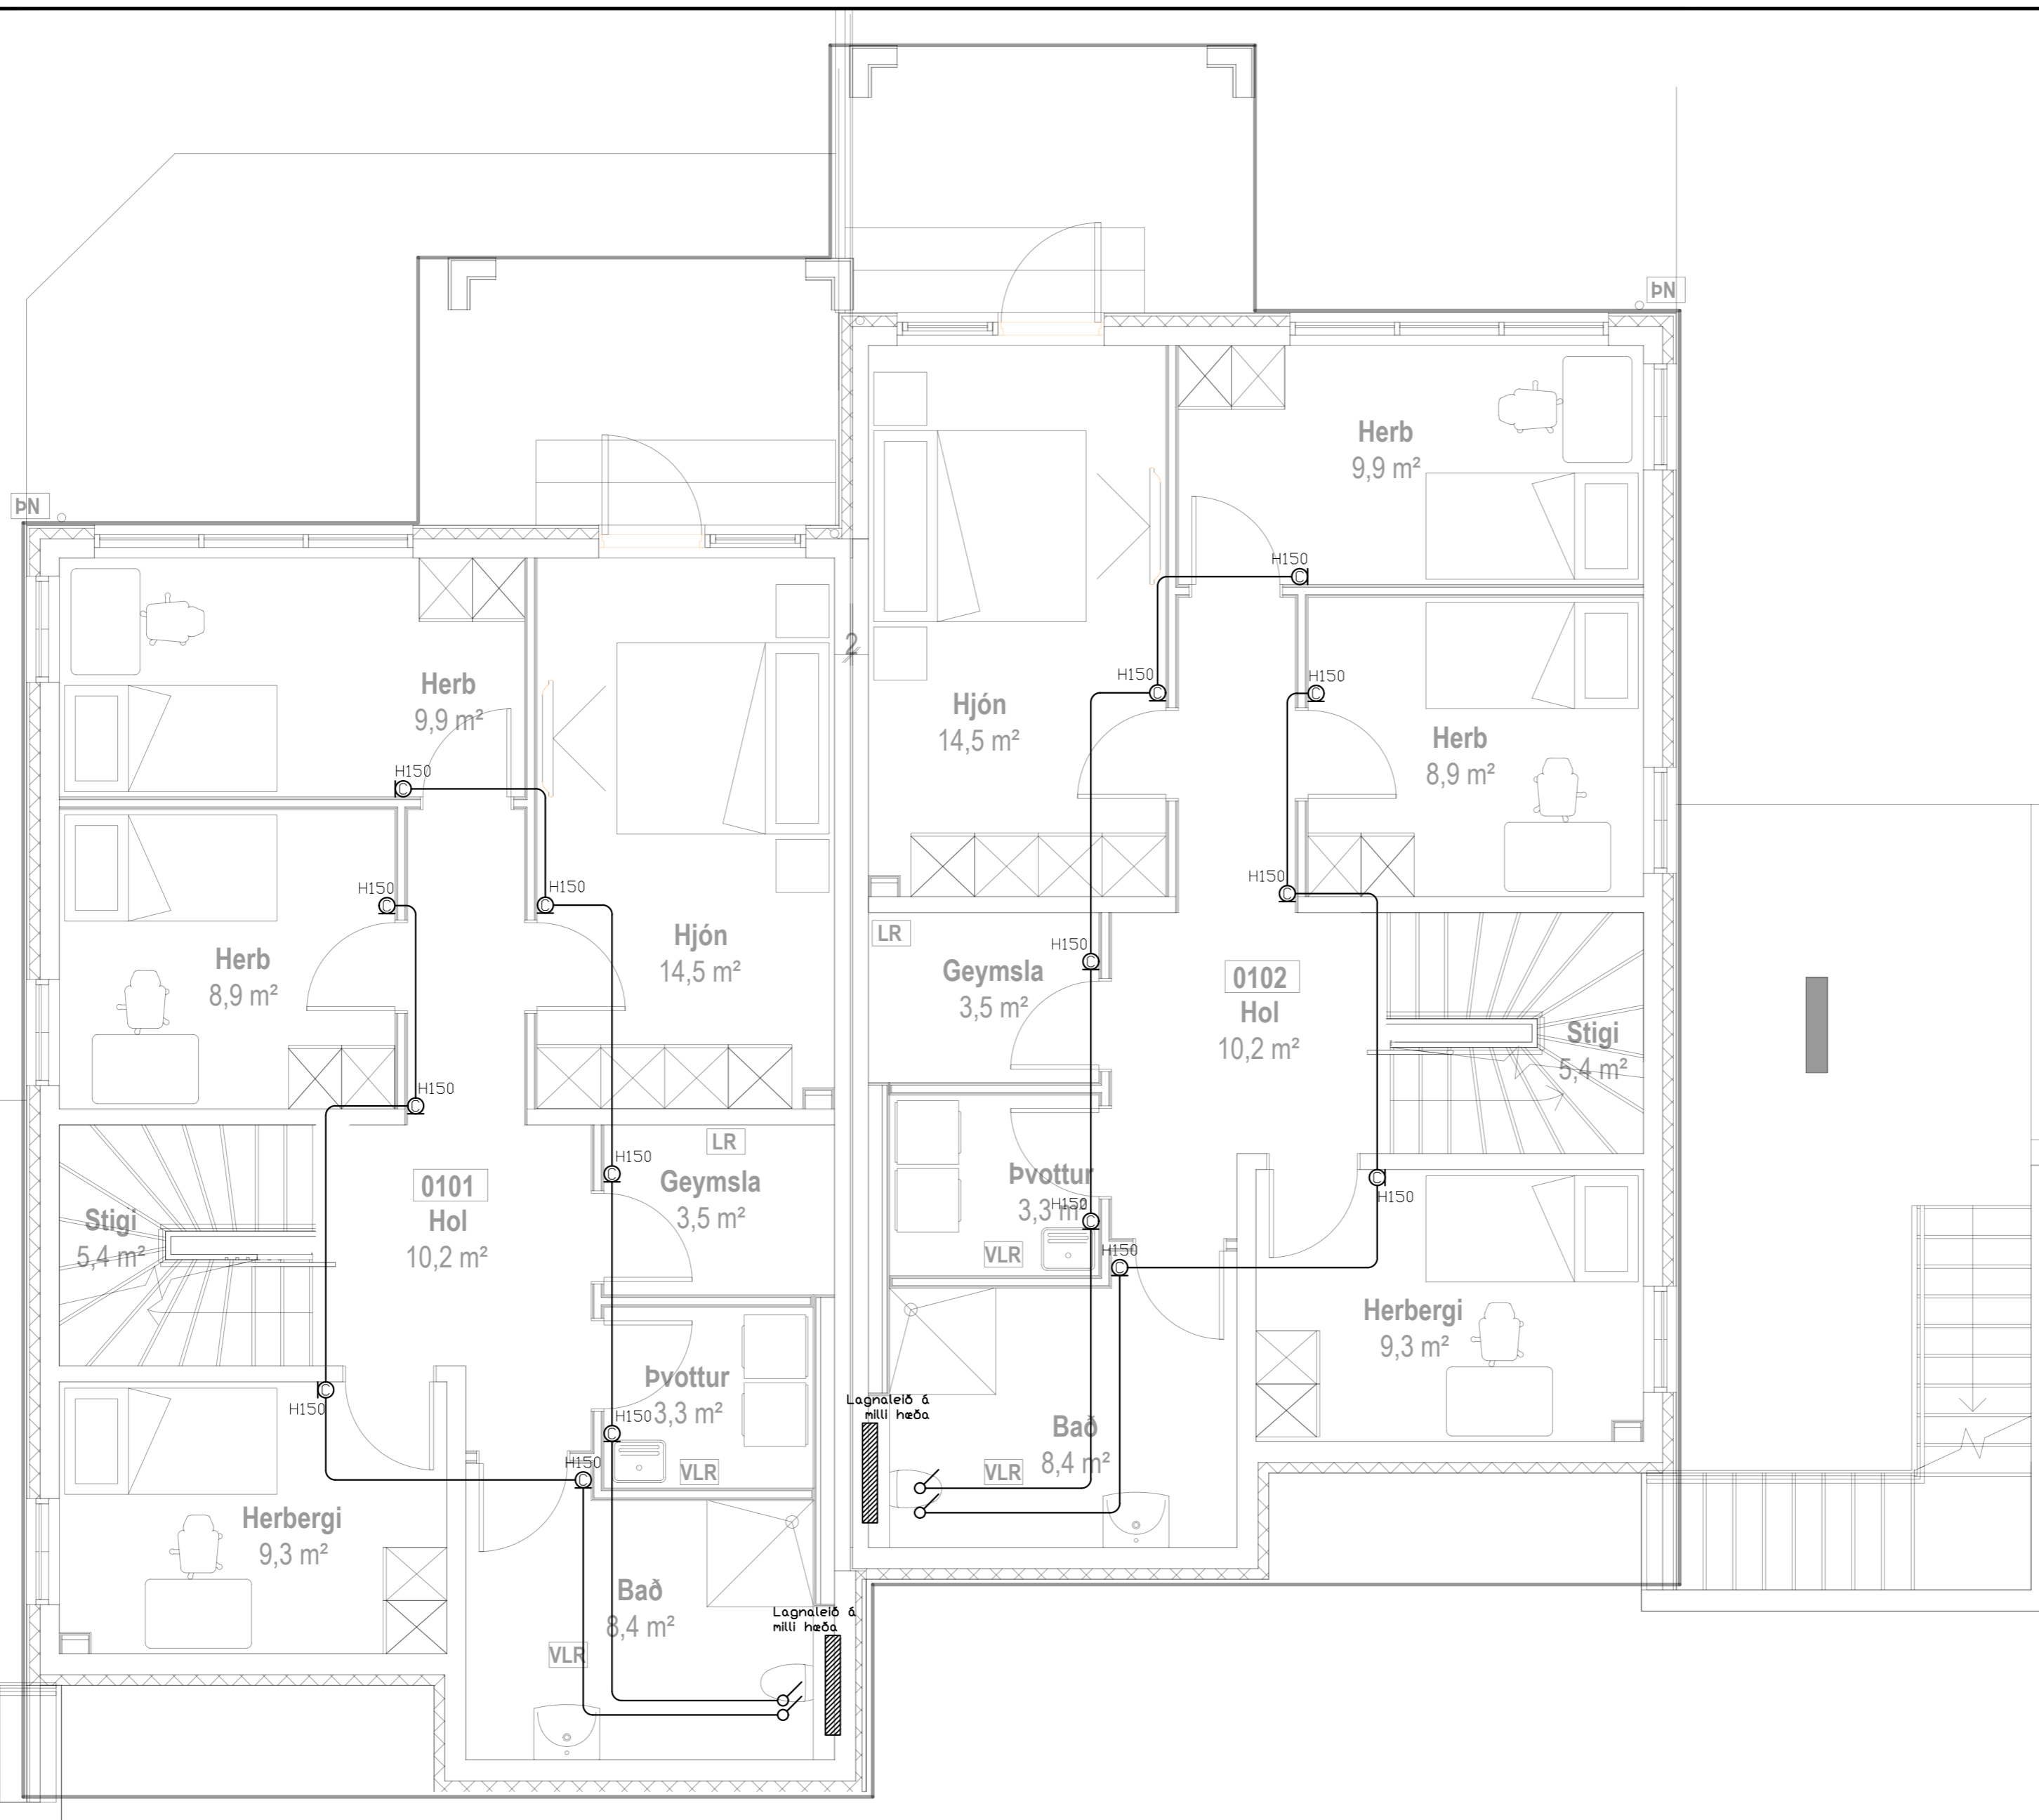 ÞN
Herb
9,9 m²
H150
H150
H150
Hjón
14,5 m²
Herb
8,9 m²
H150
LR
Geymsla
3,5 m²
H150
0102
Hol
10,2 m²
Stigi
5,4 m²
Þvottur
3,3 m²
H150
VLR
H150
H150
Herbergi
9,3 m²
Lagnaleið á
milli hæða
Bað
8,4 m²
VLR
2
ÞN
Herb
9,9 m²
H150
H150
H150
Hjón
14,5 m²
Herb
8,9 m²
H150
LR
Geymsla
3,5 m²
H150
0101
Hol
10,2 m²
Stigi
5,4 m²
Þvottur
3,3 m²
H150
VLR
H150
H150
Herbergi
9,3 m²
Bað
8,4 m²
VLR
Lagnaleið á
milli hæða